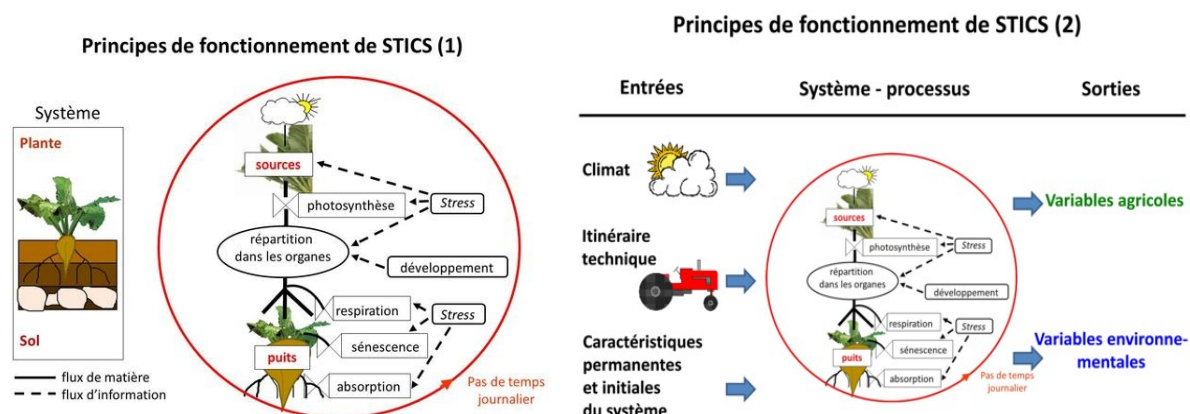 Principes de fonctionnement de STICS (1)
Système
Plante
Sol
flux de matière
flux d'information
sources
photosynthèse
Stress
répartition
dans les organes
développement
respiration
Stress
sénescence
puits
absorption
Pas de temps
journalier
Principes de fonctionnement de STICS (2)
Entrées
Système - processus
Sorties
Climat
Itinéraire
technique
Caractéristiques
permanentes
et initiales
du système
sources
photosynthèse
Stress
répartition
dans les organes
développement
respiration
Stress
sénescence
puits
absorption
Pas de temps
journalier
Variables agricoles
Variables environne-
mentales